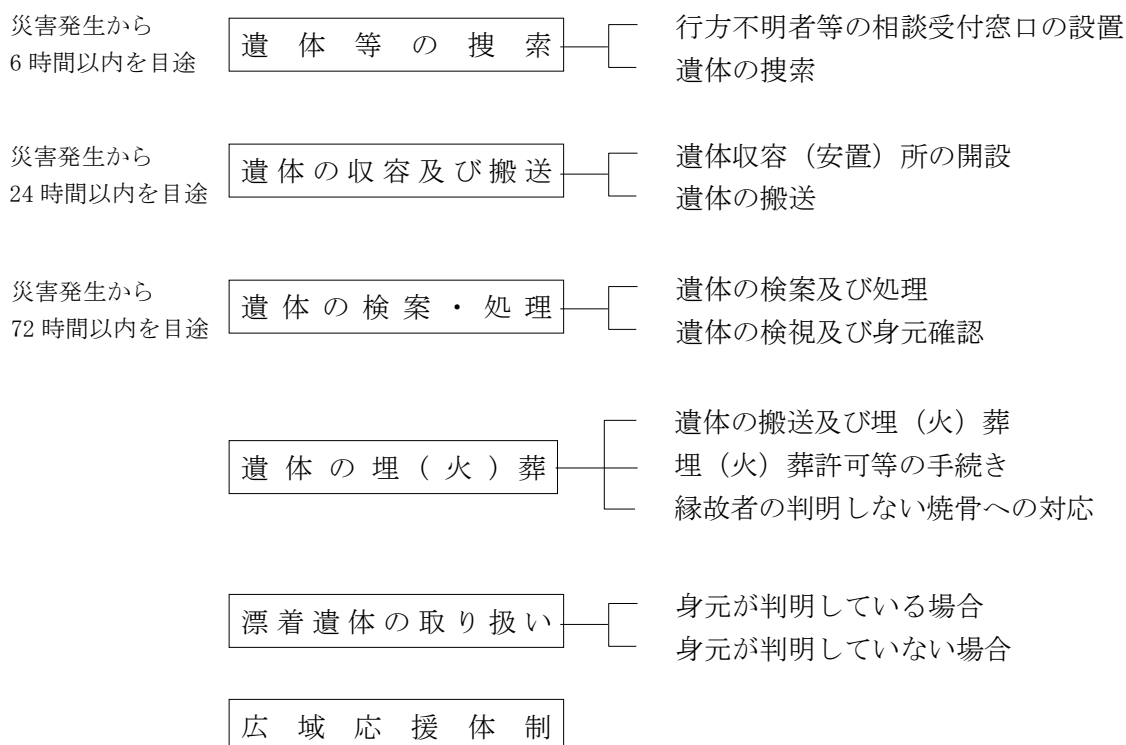 災害発生から
6時間以内を目途
遺体等の捜索
行方不明者等の相談受付窓口の設置
遺体の捜索
災害発生から
24時間以内を目途
遺体の収容及び搬送
遺体収容（安置）所の開設
遺体の搬送
災害発生から
72時間以内を目途
遺体の検案・処理
遺体の検案及び処理
遺体の検視及び身元確認
遺体の埋(火)葬
遺体の搬送及び埋（火）葬
埋（火）葬許可等の手続き
縁故者の判明しない焼骨への対応
漂着遺体の取り扱い
身元が判明している場合
身元が判明していない場合
広域応援体制